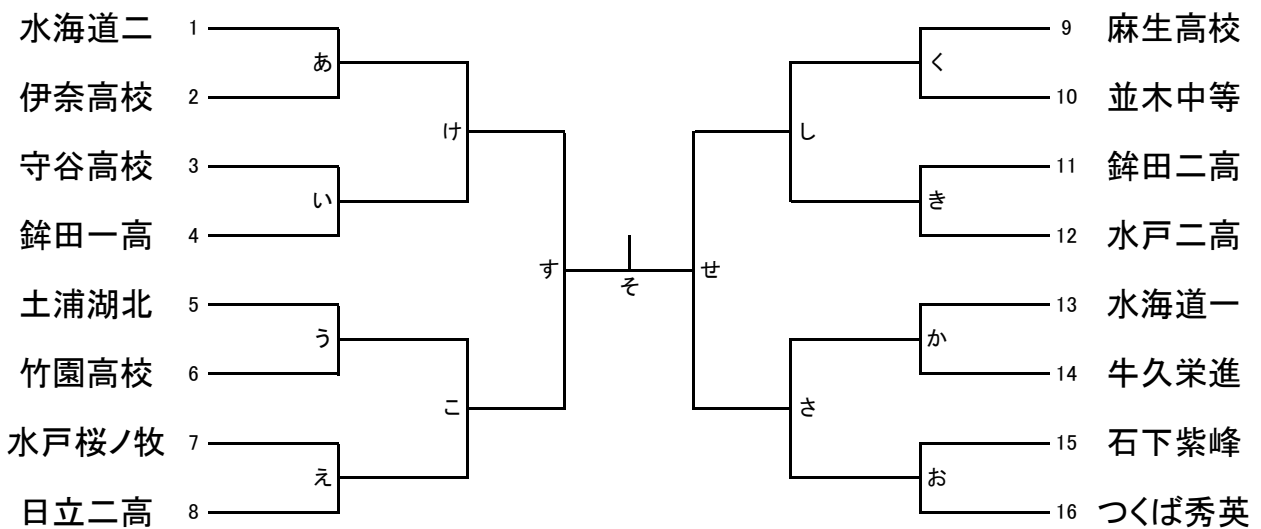 水海道二 1
伊奈高校 2
守谷高校 3
鉾田一高 4
土浦湖北 5
竹園高校 6
水戸桜ノ牧 7
日立二高 8
あ
い
う
え
け
こ
す
そ
せ
し
さ
く
き
か
お
9 麻生高校
10 並木中等
11 鉾田二高
12 水戸二高
13 水海道一
14 牛久栄進
15 石下紫峰
16 つくば秀英